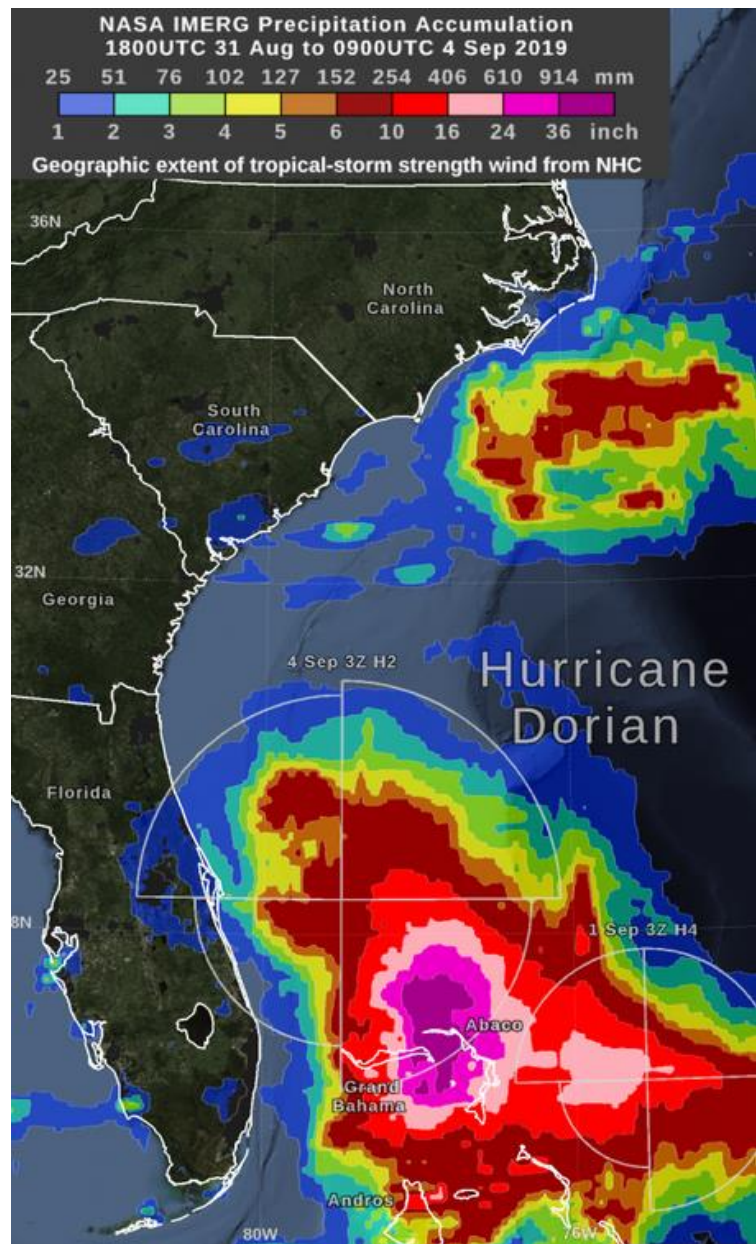 NASA IMERG Precipitation Accumulation
1800UTC 31 Aug to 0900UTC 4 Sep 2019
25 51 76 102 127 152 254 406 610 914 mm
1 2 3 4 5 6 10 16 24 36 inch
Geographic extent of tropical-storm strength wind from NHC
36N
North
Carolina
South
Carolina
32N
Georgia
4 Sep 3Z H2
Hurricane
Dorian
Florida
8N
1 Sep 3Z H4
Abaco
Grand
Bahama
Andros
80W
76W